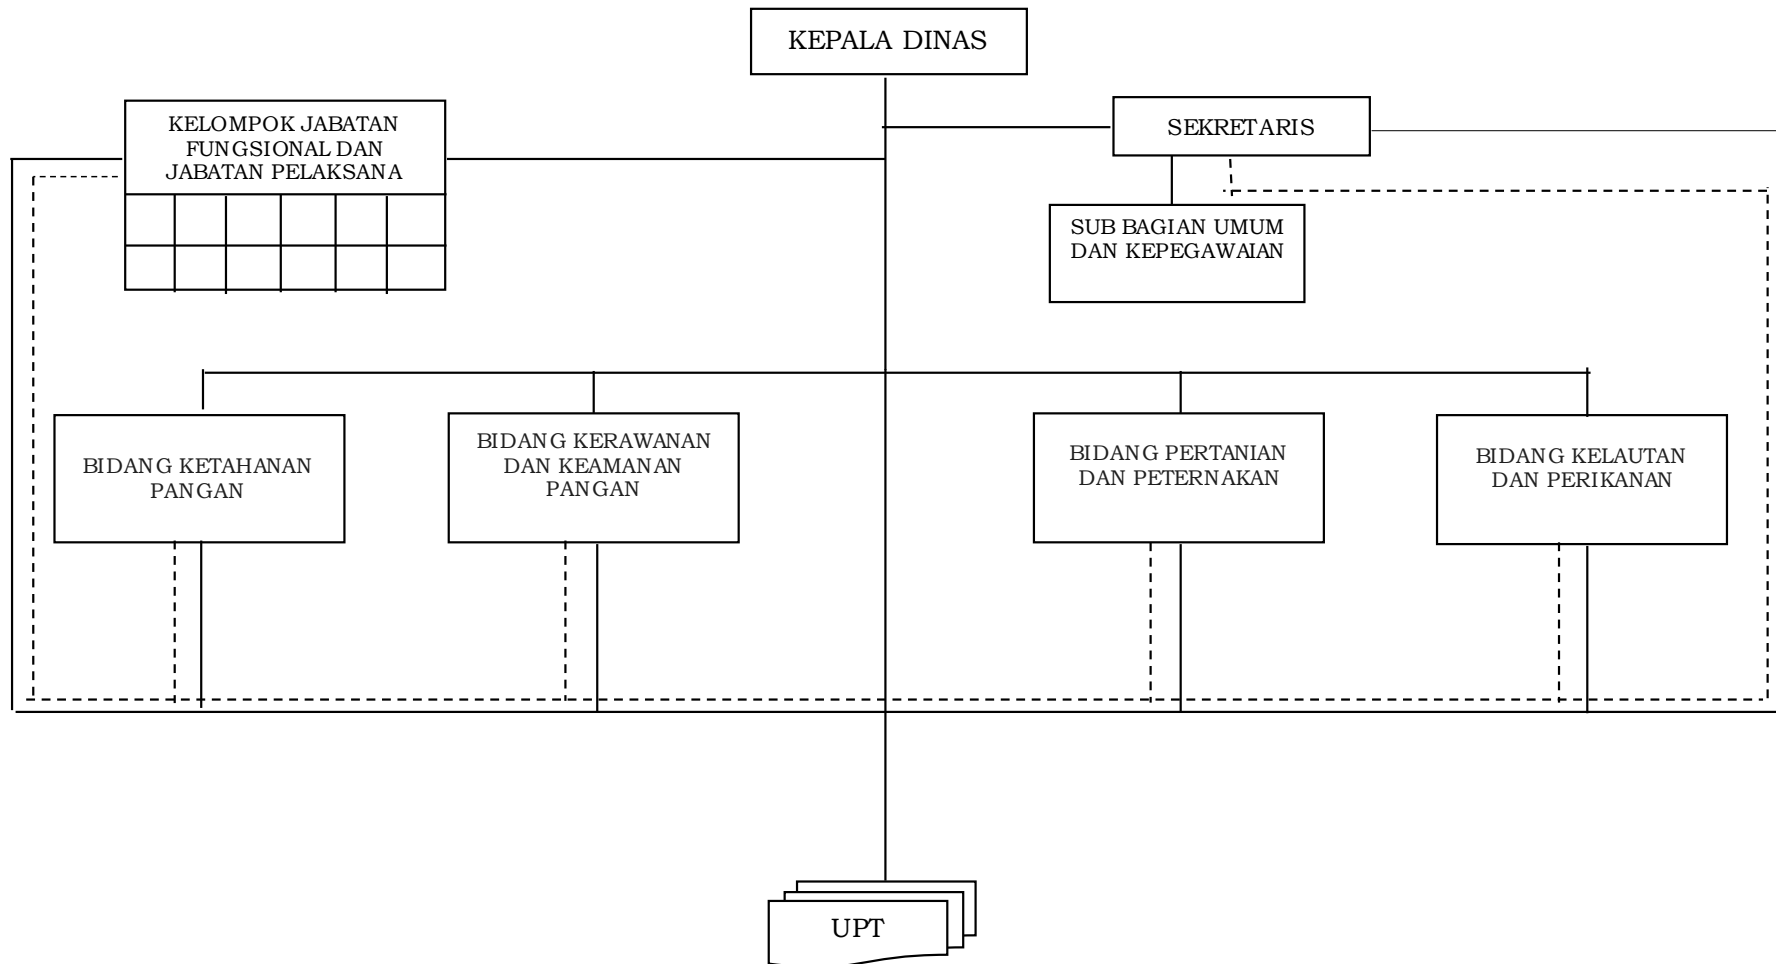 KEPALA DINAS
KELOMPOK JABATAN
FUNGSIONAL DAN
JABATAN PELAKSANA
SEKRETARIS
SUB BAGIAN UMUM
DAN KEPEGAWAIAN
BIDANG KETAHANAN
PANGAN
BIDANG KERAWANAN
DAN KEAMANAN
PANGAN
BIDANG PERTANIAN
DAN PETERNAKAN
BIDANG KELAUTAN
DAN PERIKANAN
UPT